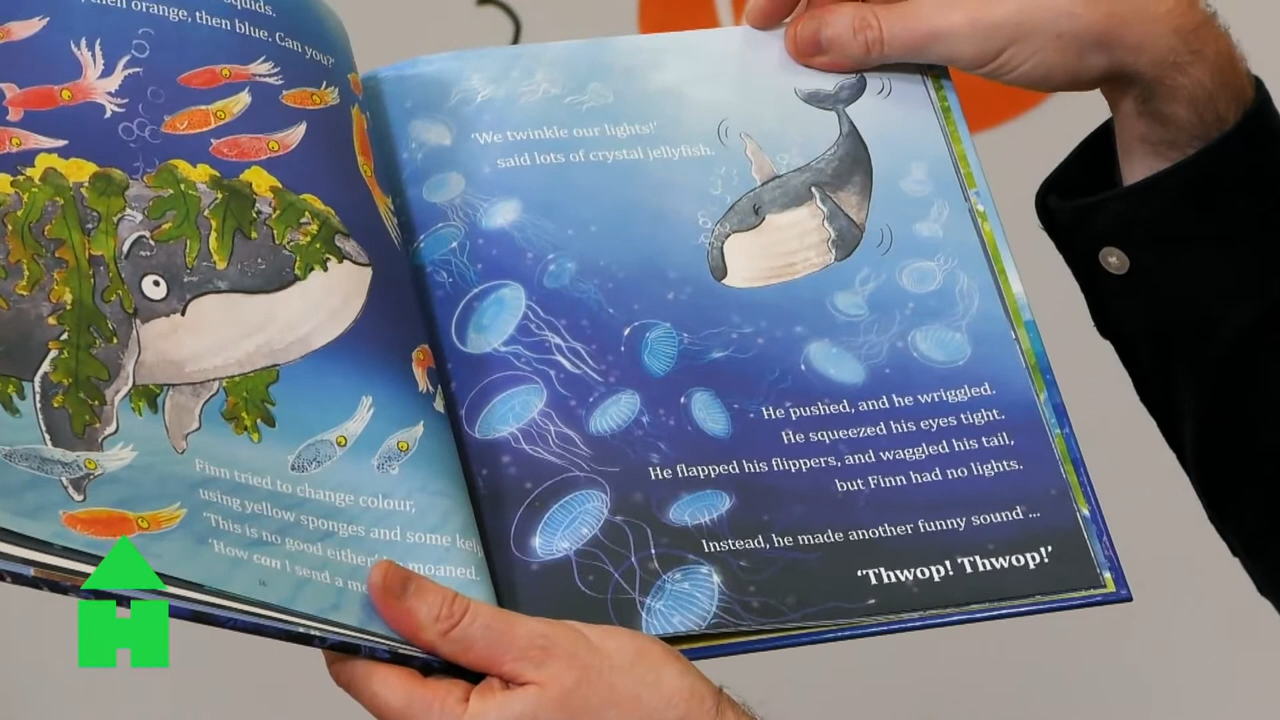 squids.
then orange, then blue. Can you?'
Finn tried to change colour,
using yellow sponges and some kelp
'This is no good either' moaned.
'How can I send a
16
'We twinkle our lights!'
said lots of crystal jellyfish.
He pushed, and he wriggled.
He squeezed his eyes tight.
He flapped his flippers, and waggled his tail,
but Finn had no lights.
Instead, he made another funny sound ...
'Thwop! Thwop!'
H